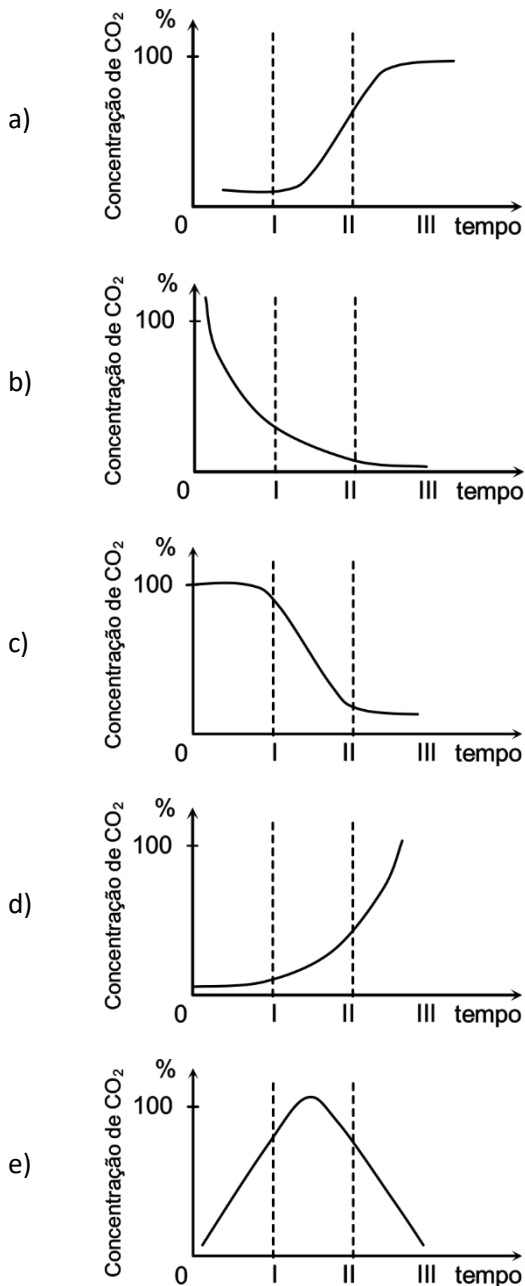 a)
Concentração de CO₂
%
100
0
I
II
III
tempo
b)
Concentração de CO₂
%
100
0
I
II
III
tempo
c)
Concentração de CO₂
%
100
0
I
II
III
tempo
d)
Concentração de CO₂
%
100
0
I
II
III
tempo
e)
Concentração de CO₂
%
100
0
I
II
III
tempo